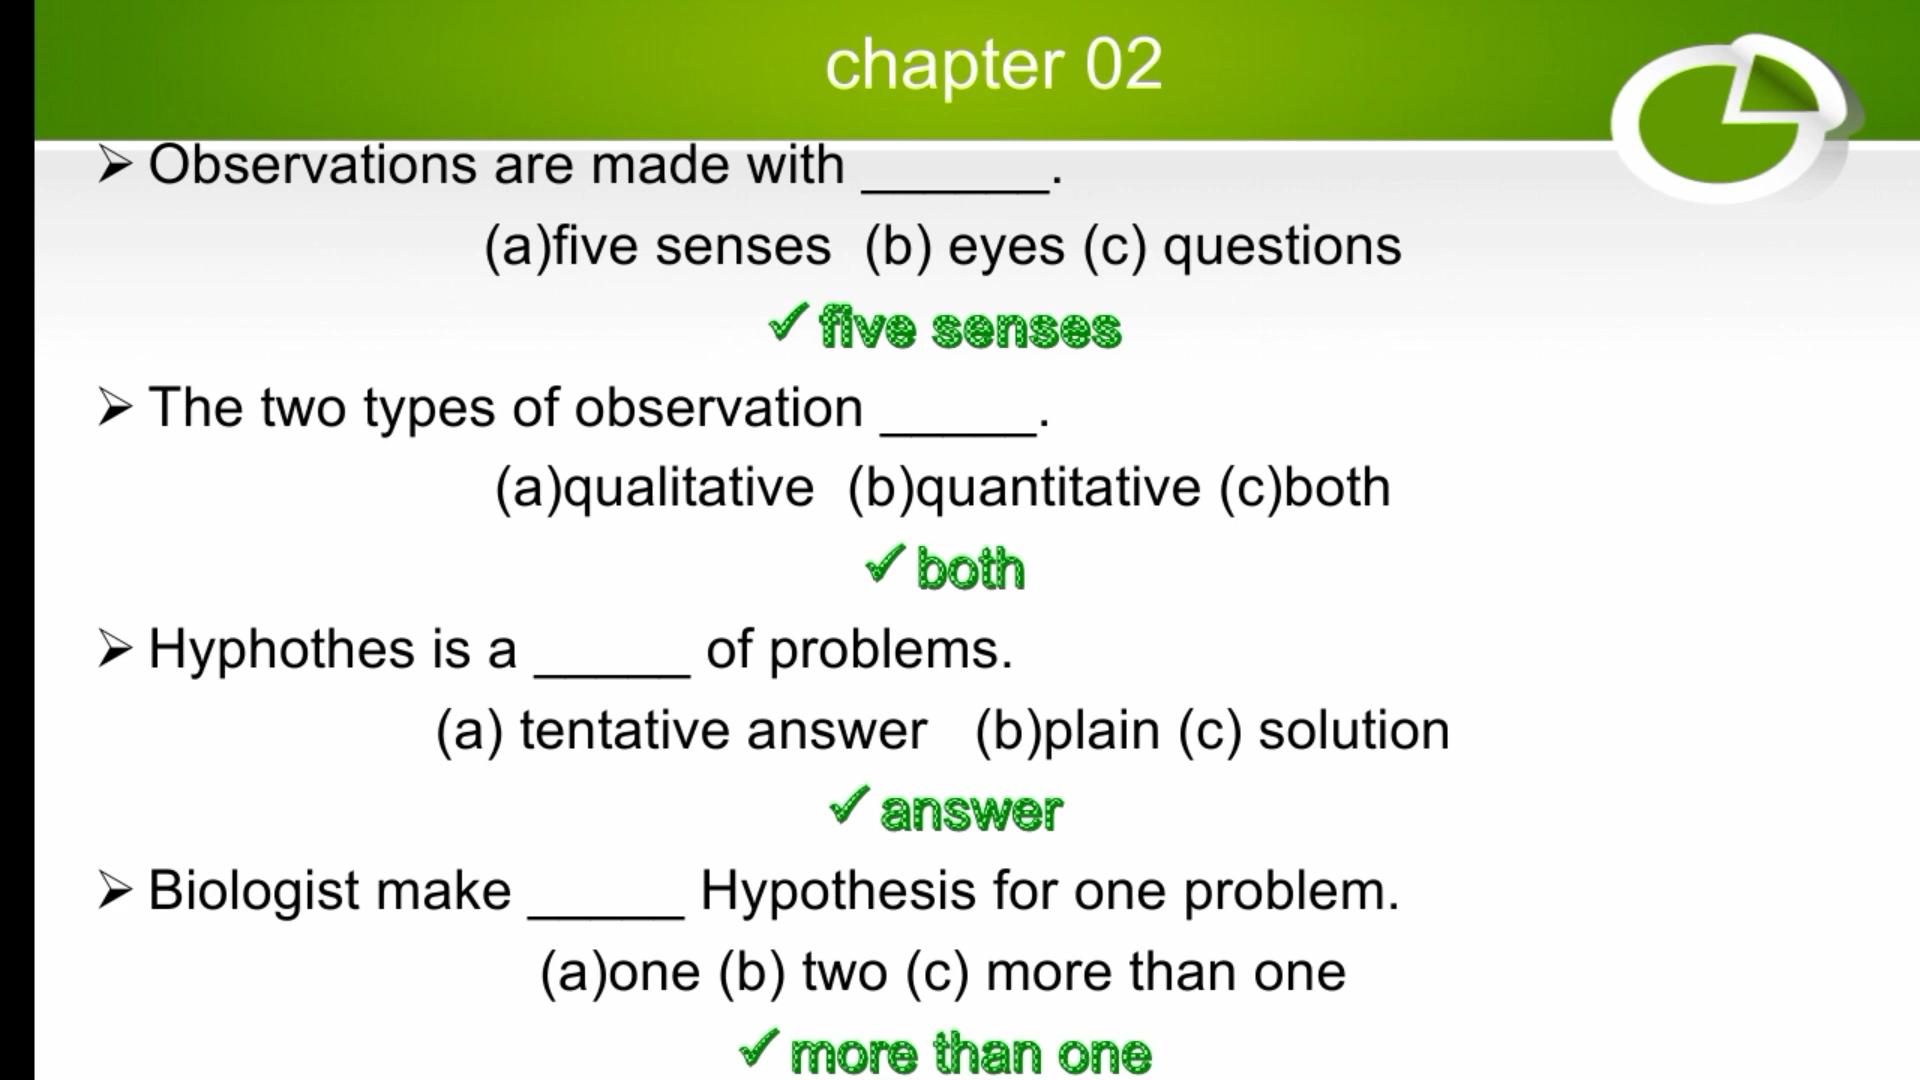 chapter 02
➢ Observations are made with ______.
(a)five senses (b) eyes (c) questions
✓ five senses
➢ The two types of observation _____.
(a)qualitative (b)quantitative (c)both
✓ both
➢ Hyphothes is a _____ of problems.
(a) tentative answer (b)plain (c) solution
✓ answer
➢ Biologist make _____ Hypothesis for one problem.
(a)one (b) two (c) more than one
✓ more than one